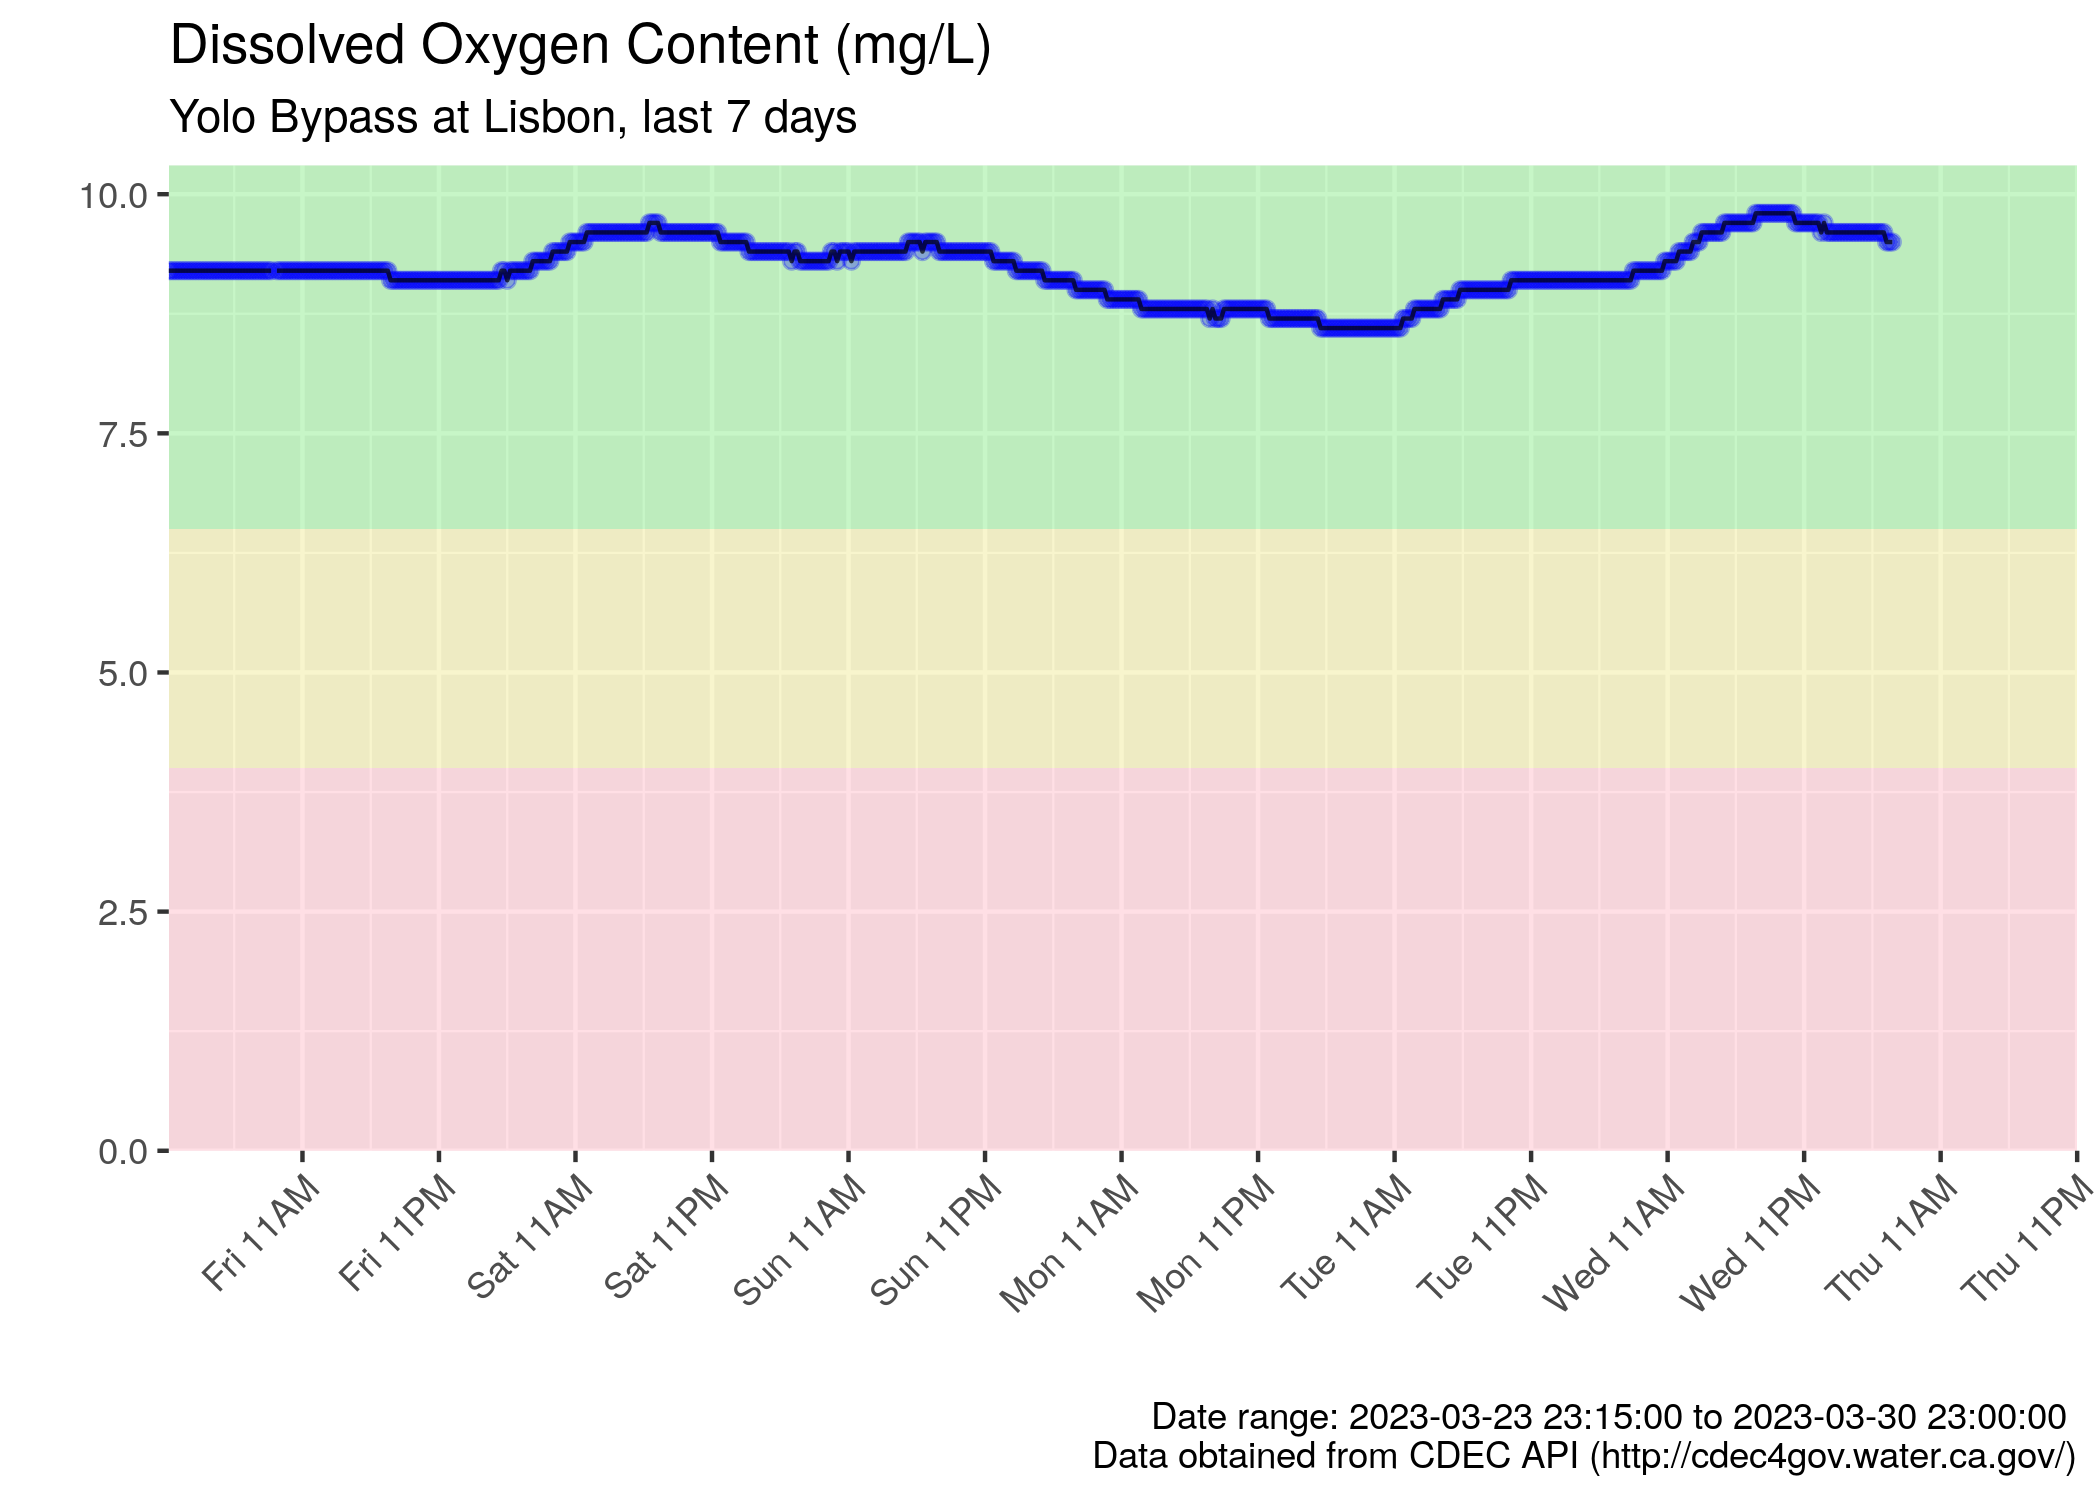 Dissolved Oxygen Content (mg/L)
Yolo Bypass at Lisbon, last 7 days
10.0
7.5
5.0
2.5
0.0
Fri 11AM
Fri 11PM
Sat 11AM
Sat 11PM
Sun 11AM
Sun 11PM
Mon 11AM
Mon 11PM
Tue 11AM
Tue 11PM
Wed 11AM
Wed 11PM
Thu 11AM
Thu 11PM
Date range: 2023-03-23 23:15:00 to 2023-03-30 23:00:00
Data obtained from CDEC API (http://cdec4gov.water.ca.gov/)